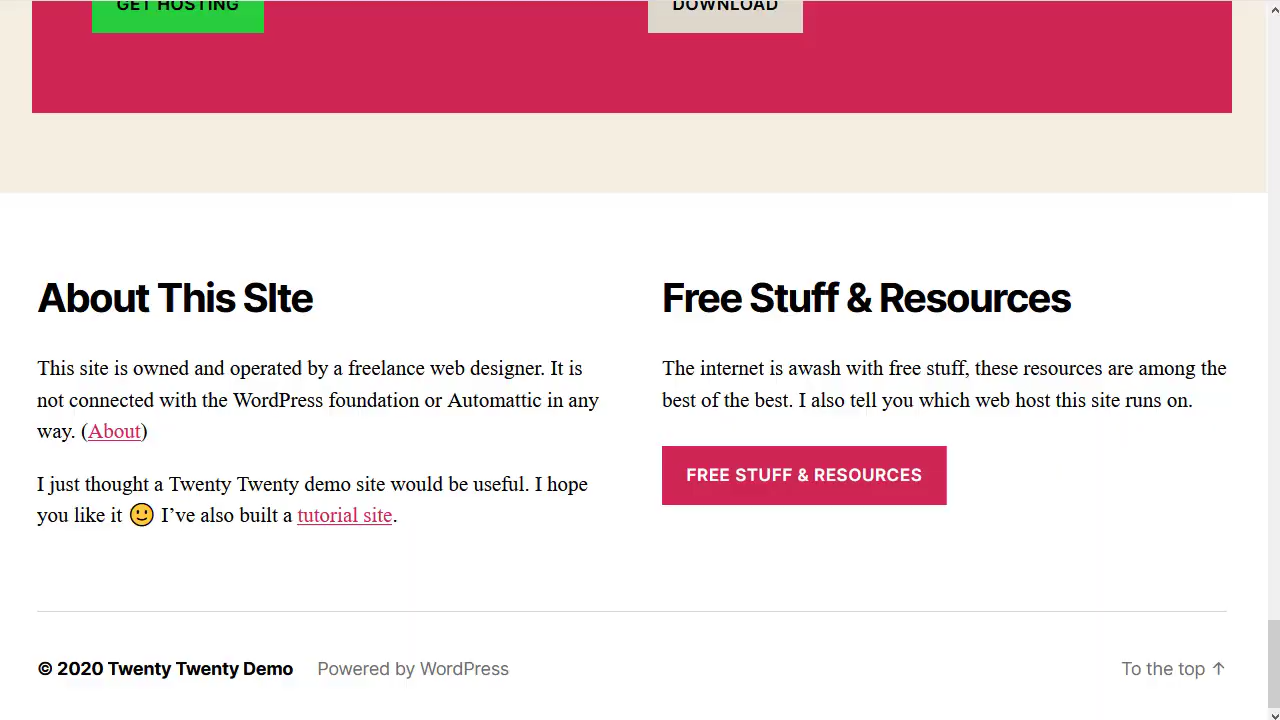 GET HOSTING
DOWNLOAD
About This SIte
This site is owned and operated by a freelance web designer. It is
not connected with the WordPress foundation or Automattic in any
way. (About)
I just thought a Twenty Twenty demo site would be useful. I hope
you like it 🙂 I’ve also built a tutorial site.
Free Stuff & Resources
The internet is awash with free stuff, these resources are among the
best of the best. I also tell you which web host this site runs on.
FREE STUFF & RESOURCES
© 2020 Twenty Twenty Demo
Powered by WordPress
To the top ↑